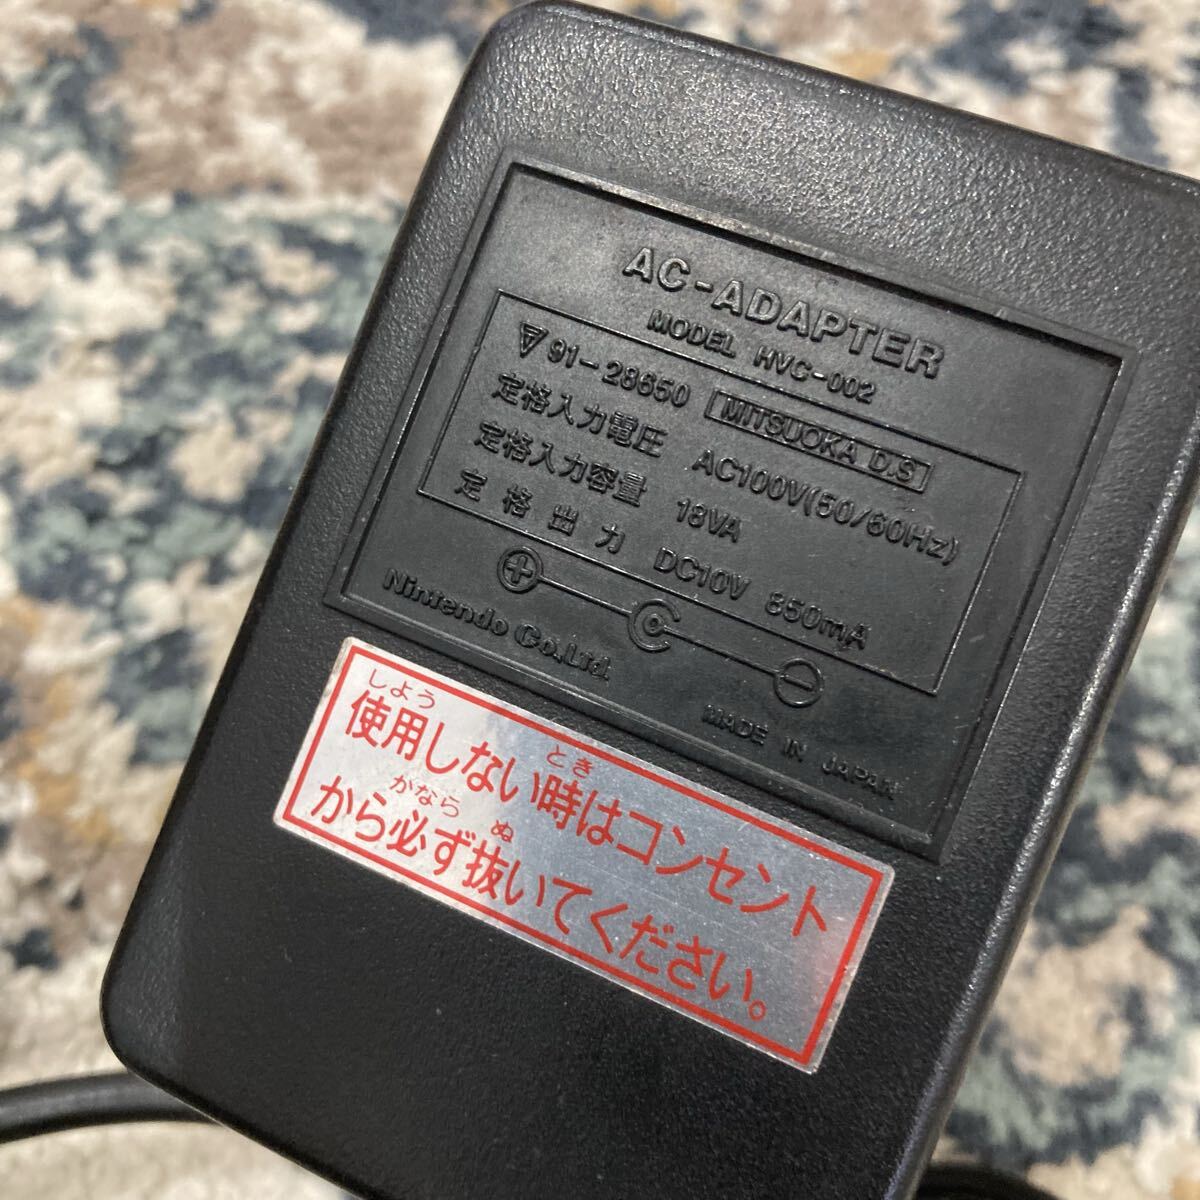 AC-ADAPTER
MODEL HVC-002
91-28650 MITSUOKA D.S
定格入力電圧 AC100V(50/60Hz)
定格入力容量 18VA
定格出力 DC10V 850mA
Nintendo Co.,Ltd.
MADE IN JAPAN
しよう とき
使用しない時はコンセント
かなら ぬ
から必ず抜いてください。